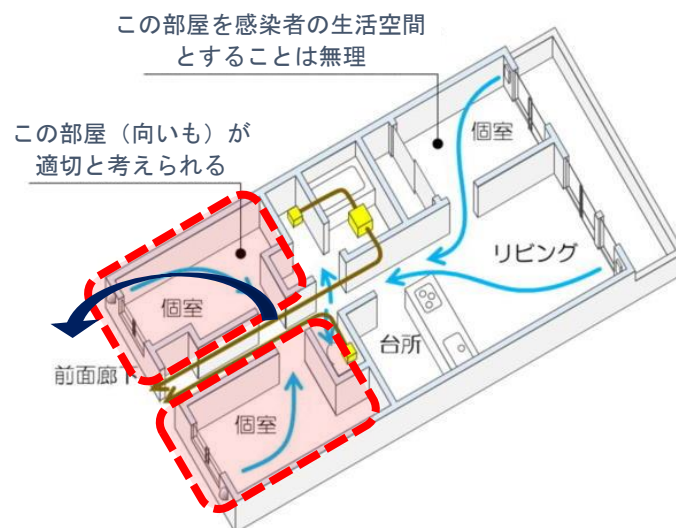 この部屋を感染者の生活空間
とすることは無理
この部屋（向いも）が
適切と考えられる
個室
リビング
個室
台所
前面廊下
個室